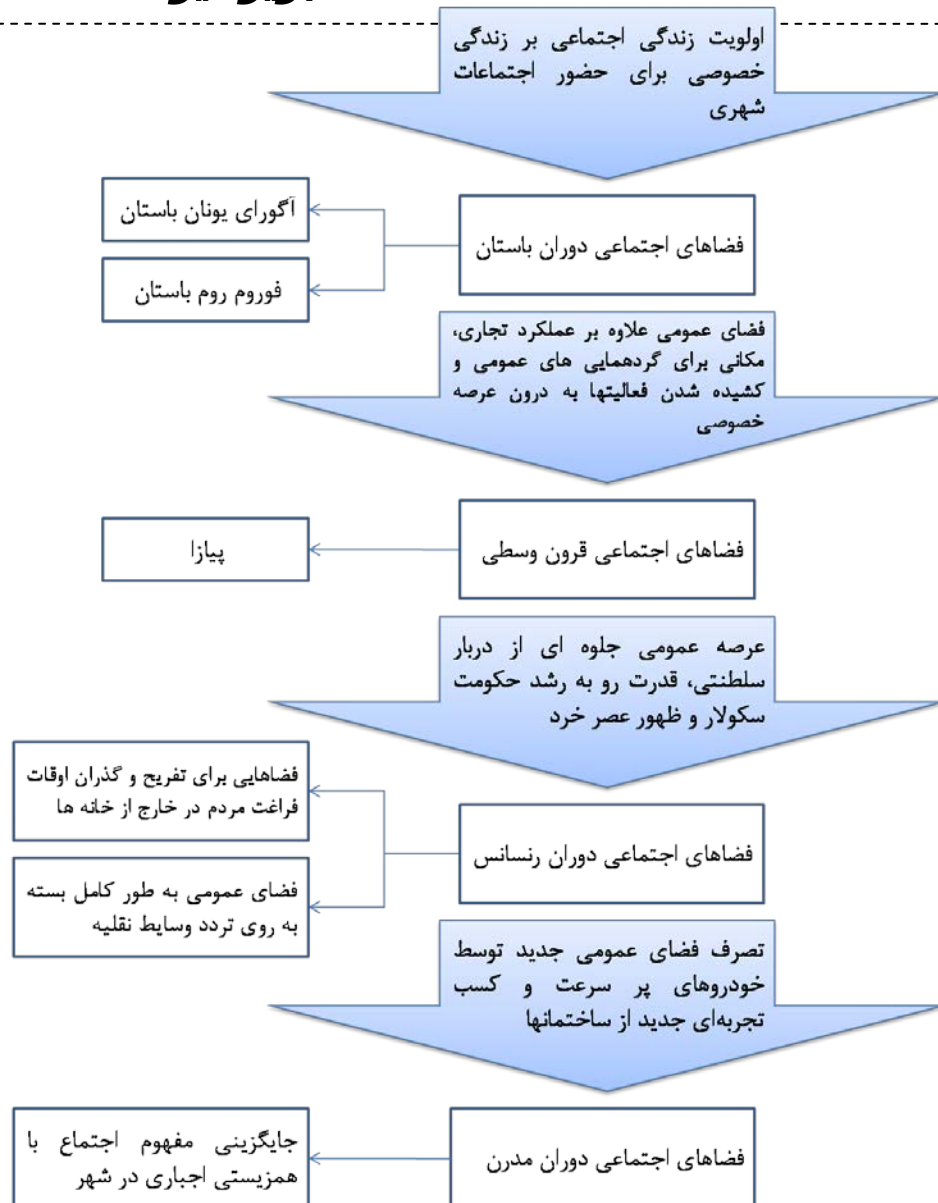 اولویت زندگی اجتماعی بر زندگی
خصوصی برای حضور اجتماعات
شهری
فضاهای اجتماعی دوران باستان
آگورای یونان باستان
فوروم روم باستان
فضای عمومی علاوه بر عملکرد تجاری،
مکانی برای گردهمایی های عمومی و
کشیده شدن فعالیتها به درون عرصه
خصوصی
فضاهای اجتماعی قرون وسطی
پیازا
عرصه عمومی جلوه ای از دربار
سلطنتی، قدرت رو به رشد حکومت
سکولار و ظهور عصر خرد
فضاهای اجتماعی دوران رنسانس
فضاهایی برای تفریح و گذران اوقات
فراغت مردم در خارج از خانه ها
فضای عمومی به طور کامل بسته
به روی تردد وسایط نقلیه
تصرف فضای عمومی جدید توسط
خودروهای پر سرعت و کسب
تجربه‌ای جدید از ساختمانها
فضاهای اجتماعی دوران مدرن
جایگزینی مفهوم اجتماع با
همزیستی اجباری در شهر